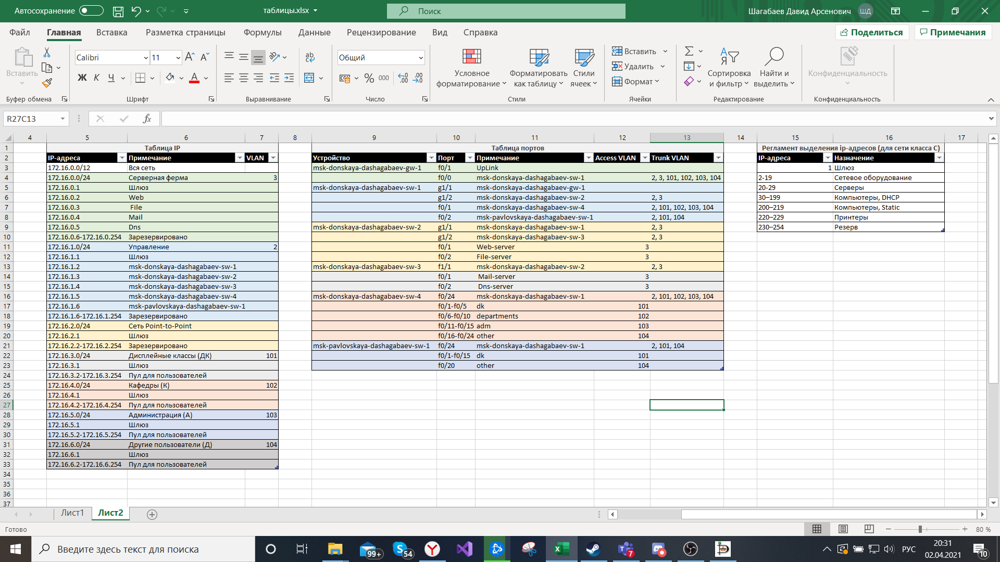 Автосохранение
таблицы.xlsx
Поиск
Шагабаев Давид Арсенович ШД
Файл Главная Вставка Разметка страницы Формулы Данные Рецензирование Вид Справка
Поделиться Примечания
Вставить
Calibri 11
Ж К Ч
ab
Общий
% 000
Условное форматирование
Форматировать как таблицу
Стили ячеек
Вставить
Удалить
Формат
Сортировка и фильтр
Найти и выделить
Конфиденциальность
Буфер обмена Шрифт Выравнивание Число Стили Ячейки Редактирование Конфиденциальность
R27C13 fx
4 5 6 7 8 9 10 11 12 13 14 15 16 17
1 Таблица IP Таблица портов Регламент выделения ip-адресов (для сети класса C)
2 IP-адреса Примечание VLAN Устройство Порт Примечание Access VLAN Trunk VLAN IP-адреса Назначение
3 172.16.0.0/12 Вся сеть msk-donskaya-dashagabaev-gw-1 f0/1 UpLink 1 Шлюз
4 172.16.0.0/24 Серверная ферма 3 f0/0 msk-donskaya-dashagabaev-sw-1 2, 3, 101, 102, 103, 104 2-19 Сетевое оборудование
5 172.16.0.1 Шлюз msk-donskaya-dashagabaev-sw-1 g1/1 msk-donskaya-dashagabaev-gw-1 20-29 Серверы
6 172.16.0.2 Web g1/2 msk-donskaya-dashagabaev-sw-2 2, 3 30–199 Компьютеры, DHCP
7 172.16.0.3 File f0/1 msk-donskaya-dashagabaev-sw-4 2, 101, 102, 103, 104 200–219 Компьютеры, Static
8 172.16.0.4 Mail f0/2 msk-pavlovskaya-dashagabaev-sw-1 2, 101, 104 220–229 Принтеры
9 172.16.0.5 Dns msk-donskaya-dashagabaev-sw-2 g1/1 msk-donskaya-dashagabaev-sw-1 2, 3 230–254 Резерв
10 172.16.0.6-172.16.0.254 Зарезервировано g1/2 msk-donskaya-dashagabaev-sw-3 2, 3
11 172.16.1.0/24 Управление 2 f0/1 Web-server 3
12 172.16.1.1 Шлюз f0/2 File-server 3
13 172.16.1.2 msk-donskaya-dashagabaev-sw-1 msk-donskaya-dashagabaev-sw-3 f1/1 msk-donskaya-dashagabaev-sw-2 2, 3
14 172.16.1.3 msk-donskaya-dashagabaev-sw-2 f0/1 Mail-server 3
15 172.16.1.4 msk-donskaya-dashagabaev-sw-3 f0/2 Dns-server 3
16 172.16.1.5 msk-donskaya-dashagabaev-sw-4 msk-donskaya-dashagabaev-sw-4 f0/24 msk-donskaya-dashagabaev-sw-1 2, 101, 102, 103, 104
17 172.16.1.6 msk-pavlovskaya-dashagabaev-sw-1 f0/1-f0/5 dk 101
18 172.16.1.6-172.16.1.254 Зарезервировано f0/6-f0/10 departments 102
19 172.16.2.0/24 Сеть Point-to-Point f0/11-f0/15 adm 103
20 172.16.2.1 Шлюз f0/16-f0/24 other 104
21 172.16.2.2-172.16.2.254 Зарезервировано msk-pavlovskaya-dashagabaev-sw-1 f0/24 msk-donskaya-dashagabaev-sw-1 2, 101, 104
22 172.16.3.0/24 Дисплейные классы (ДК) 101 f0/1-f0/15 dk 101
23 172.16.3.1 Шлюз f0/20 other 104
24 172.16.3.2-172.16.3.254 Пул для пользователей
25 172.16.4.0/24 Кафедры (К) 102
26 172.16.4.1 Шлюз
27 172.16.4.2-172.16.4.254 Пул для пользователей
28 172.16.5.0/24 Администрация (А) 103
29 172.16.5.1 Шлюз
30 172.16.5.2-172.16.5.254 Пул для пользователей
31 172.16.6.0/24 Другие пользователи (Д) 104
32 172.16.6.1 Шлюз
33 172.16.6.2-172.16.6.254 Пул для пользователей
34
35
36
37
Лист1 Лист2
Готово
80 %
Введите здесь текст для поиска
99+ 54 7
РУС
20:31
02.04.2021
10